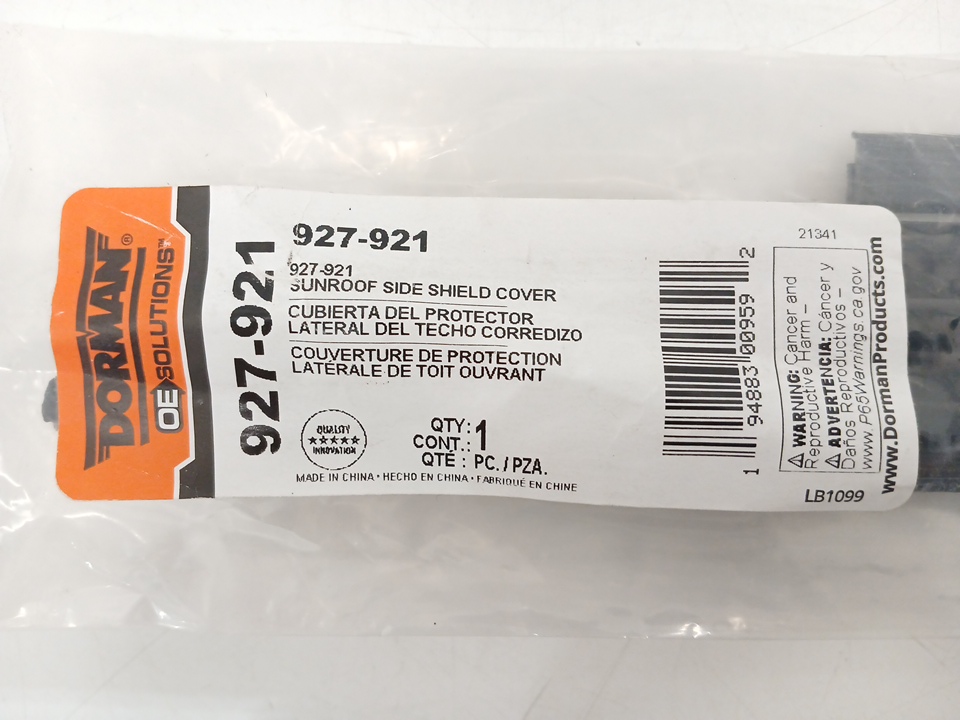 DORMAN®
OE SOLUTIONS™
927-921
927-921
927-921
SUNROOF SIDE SHIELD COVER
CUBIERTA DEL PROTECTOR
LATERAL DEL TECHO CORREDIZO
COUVERTURE DE PROTECTION
LATÉRALE DE TOIT OUVRANT
QUALITY
★★★★★
INNOVATION
QTY:
CONT.: 1
QTÉ : PC./PZA.
MADE IN CHINA • HECHO EN CHINA • FABRIQUÉ EN CHINE
1 94883 00959 2
21341
⚠ WARNING: Cancer and
Reproductive Harm –
⚠ ADVERTENCIA: Cáncer y
Daños Reproductivos –
www.P65Warnings.ca.gov
www.DormanProducts.com
LB1099